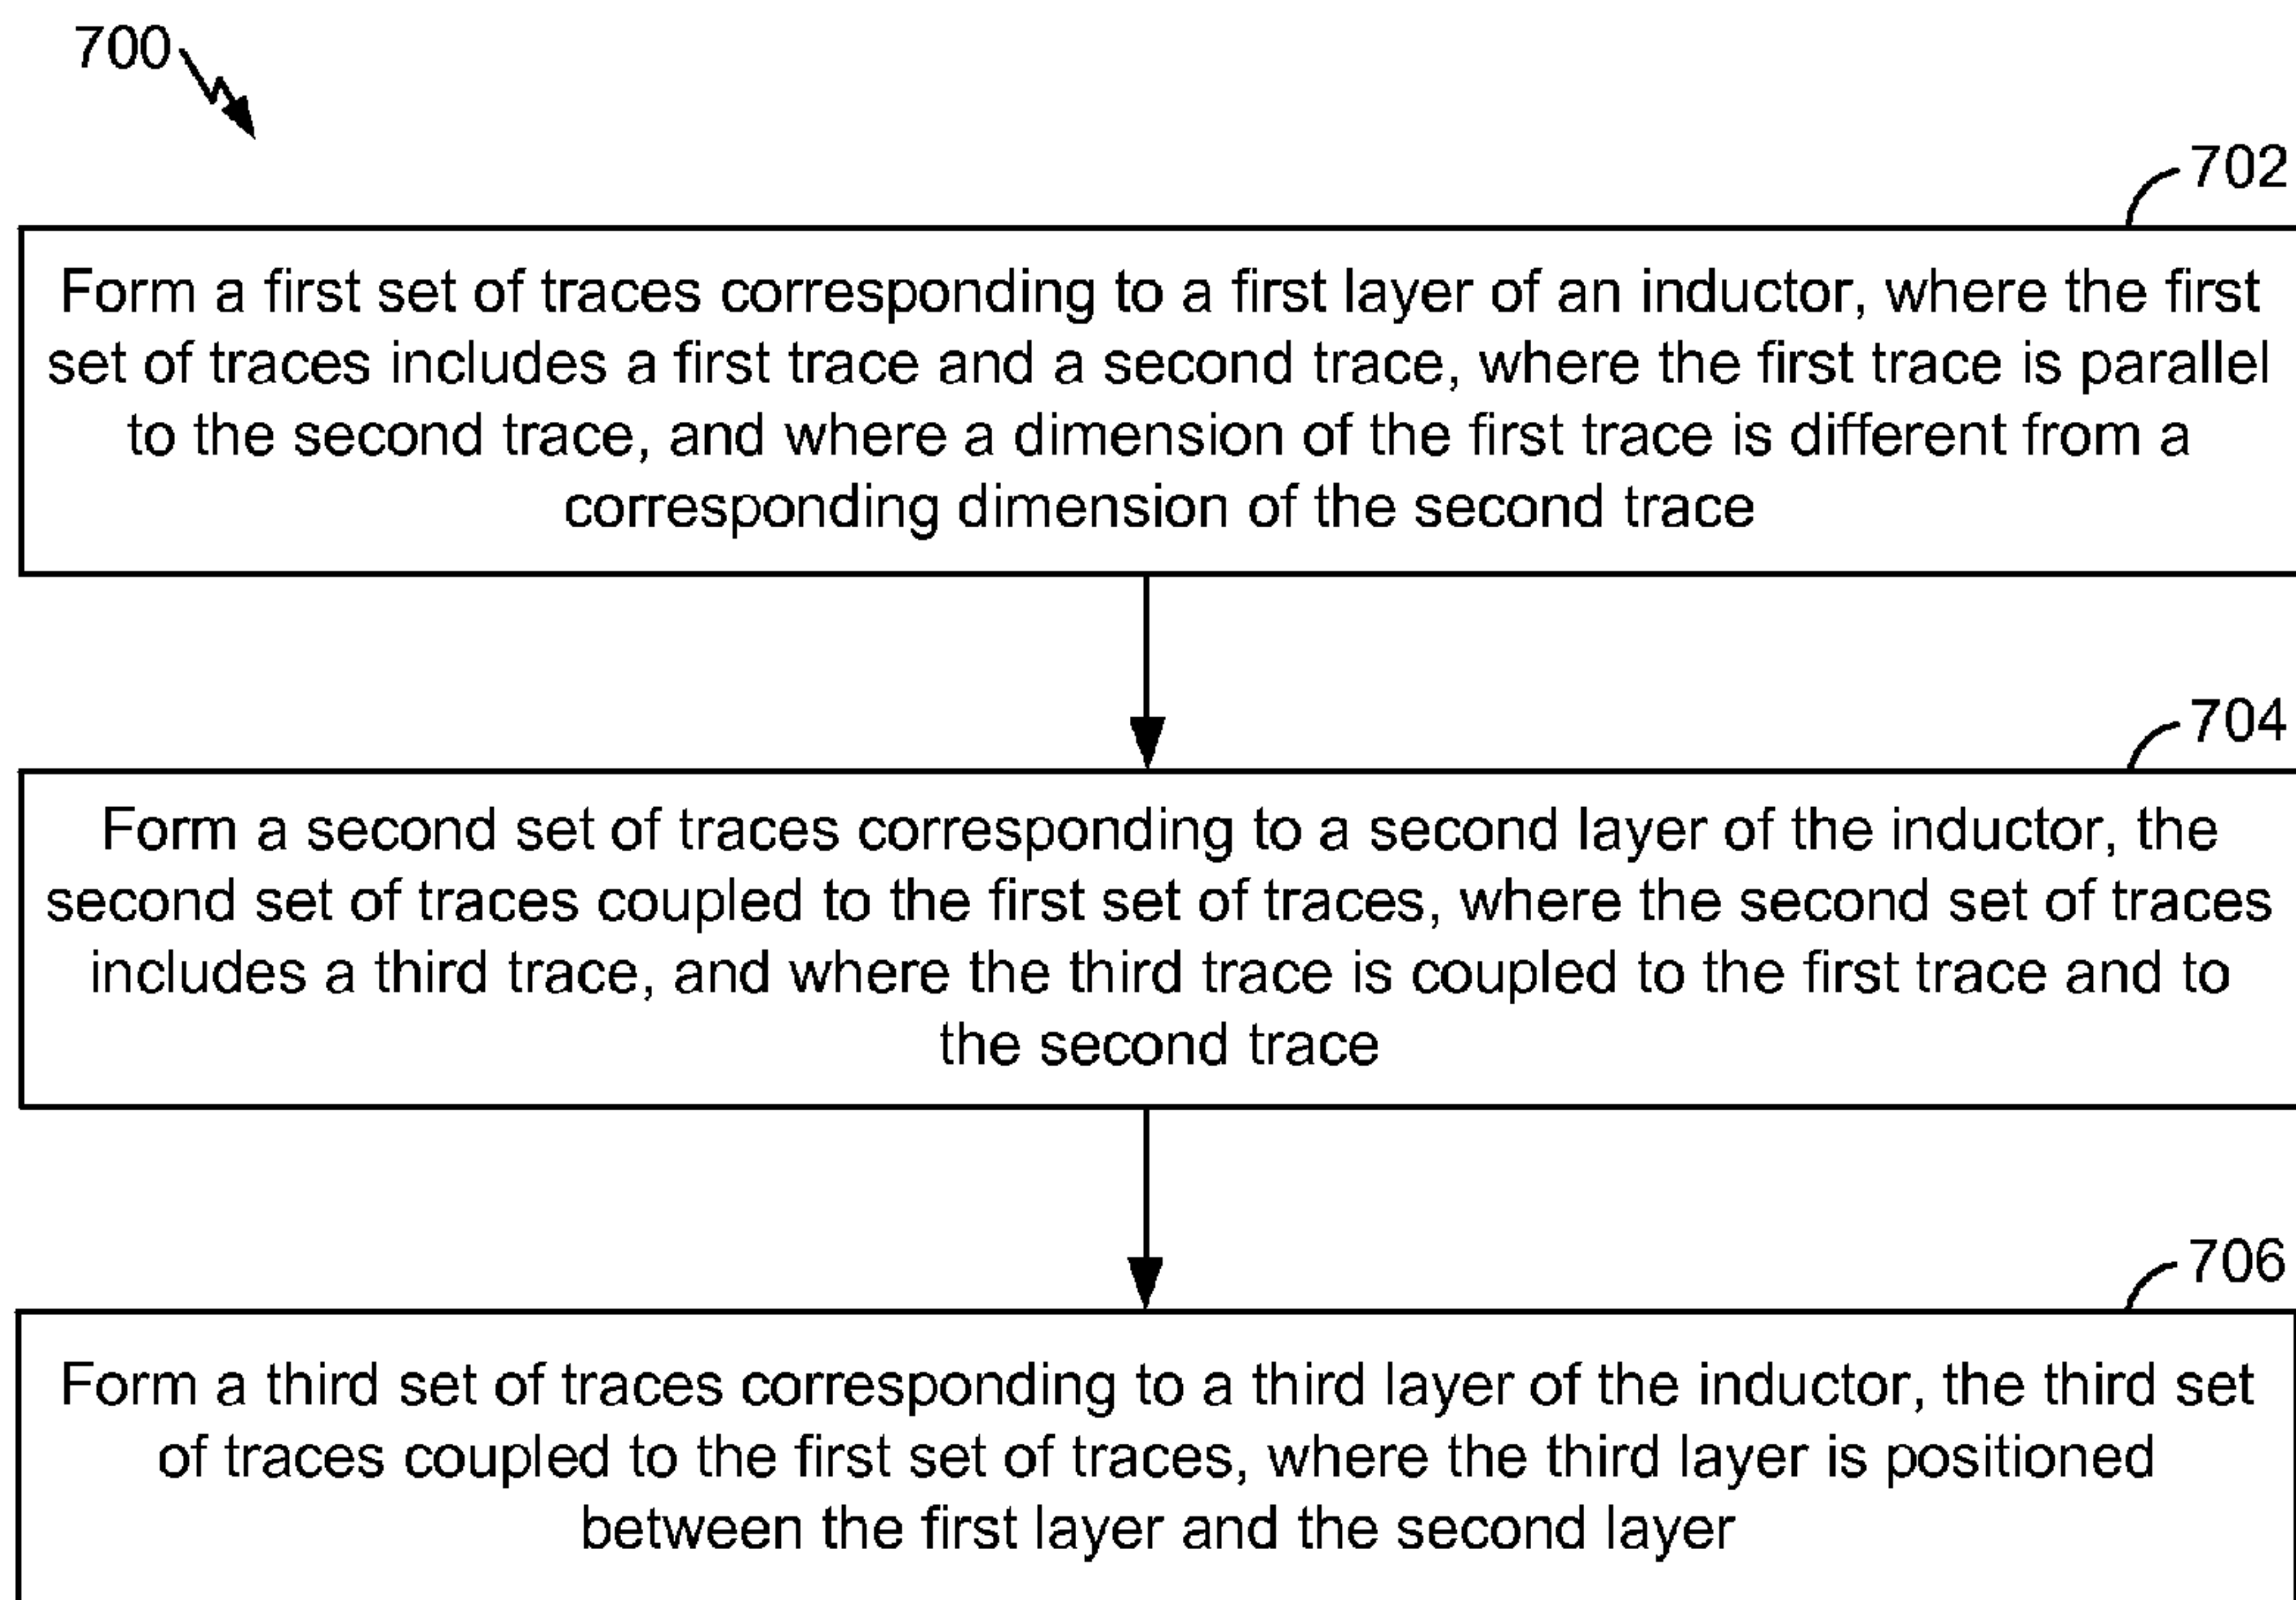 700
702
Form a first set of traces corresponding to a first layer of an inductor, where the first
set of traces includes a first trace and a second trace, where the first trace is parallel
to the second trace, and where a dimension of the first trace is different from a
corresponding dimension of the second trace
704
Form a second set of traces corresponding to a second layer of the inductor, the
second set of traces coupled to the first set of traces, where the second set of traces
includes a third trace, and where the third trace is coupled to the first trace and to
the second trace
706
Form a third set of traces corresponding to a third layer of the inductor, the third set
of traces coupled to the first set of traces, where the third layer is positioned
between the first layer and the second layer